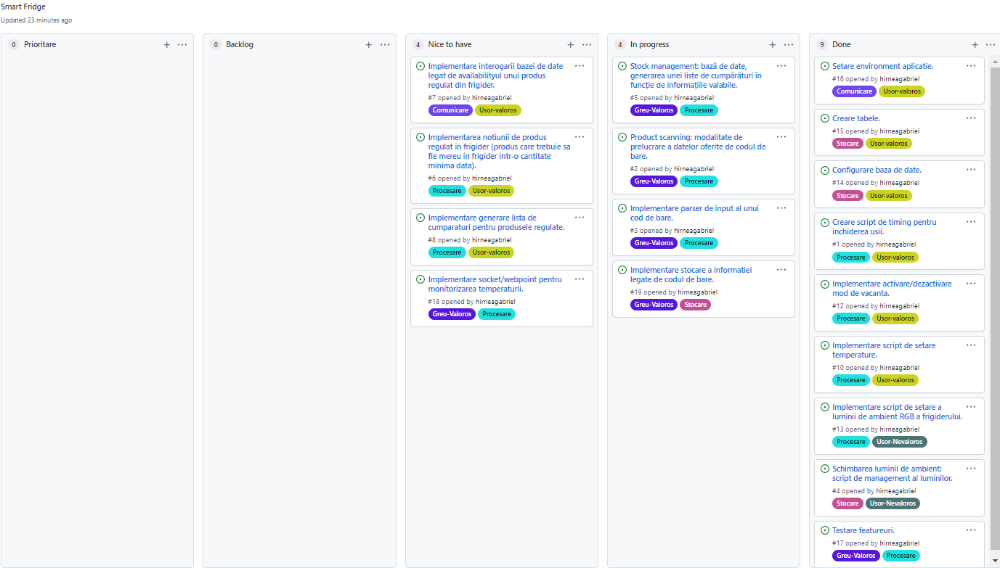 Smart Fridge
Updated 23 minutes ago
0 Prioritare
0 Backlog
4 Nice to have
Implementare interogarii bazei de date
legat de availabilityul unui produs
regulat din frigider.
#7 opened by hirneagabriel
Comunicare Usor-valoros
Implementarea notiunii de produs
regulat in frigider (produs care trebuie sa
fie mereu in frigider intr-o cantitate
minima data).
#6 opened by hirneagabriel
Procesare Usor-valoros
Implementare generare lista de
cumparaturi pentru produsele regulate.
#8 opened by hirneagabriel
Procesare Usor-valoros
Implementare socket/webpoint pentru
monitorizarea temperaturii.
#18 opened by hirneagabriel
Greu-Valoros Procesare
4 In progress
Stock management: bază de date,
generarea unei liste de cumpărături în
funcție de informațiile valabile.
#5 opened by hirneagabriel
Greu-Valoros Procesare
Product scanning: modalitate de
prelucrare a datelor oferite de codul de
bare.
#2 opened by hirneagabriel
Greu-Valoros Procesare
Implementare parser de input al unui
cod de bare.
#3 opened by hirneagabriel
Greu-Valoros Procesare
Implementare stocare a informatiei
legate de codul de bare.
#19 opened by hirneagabriel
Greu-Valoros Stocare
9 Done
Setare environment aplicatie.
#16 opened by hirneagabriel
Comunicare Usor-valoros
Creare tabele.
#15 opened by hirneagabriel
Stocare Usor-valoros
Configurare baza de date.
#14 opened by hirneagabriel
Stocare Usor-valoros
Creare script de timing pentru
inchiderea usii.
#1 opened by hirneagabriel
Procesare Usor-valoros
Implementare activare/dezactivare
mod de vacanta.
#12 opened by hirneagabriel
Procesare Usor-valoros
Implementare script de setare
temperature.
#10 opened by hirneagabriel
Procesare Usor-valoros
Implementare script de setare a
luminii de ambient RGB a frigiderului.
#13 opened by hirneagabriel
Procesare Usor-Nevaloros
Schimbarea luminii de ambient:
script de management al luminilor.
#4 opened by hirneagabriel
Stocare Usor-Nevaloros
Testare featureuri.
#17 opened by hirneagabriel
Greu-Valoros Procesare